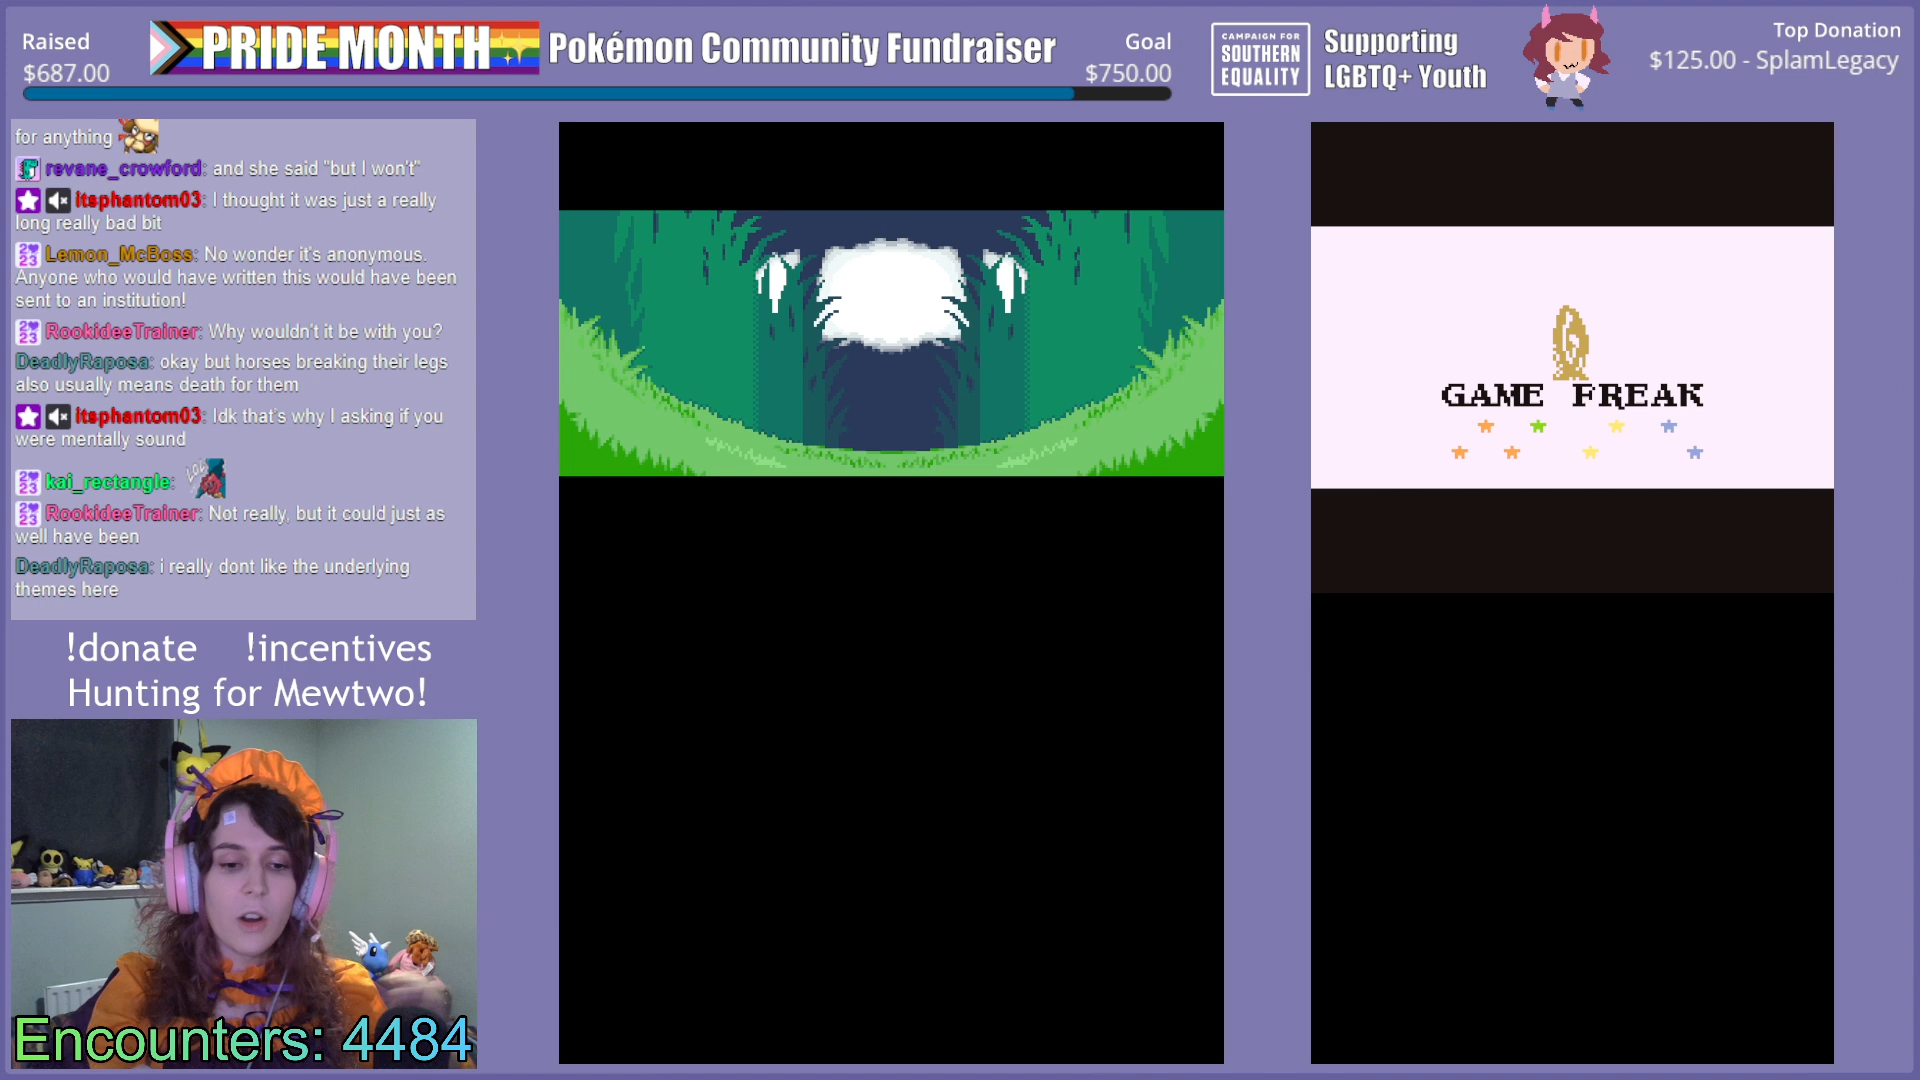 Raised
$687.00
PRIDE MONTH
Pokémon Community Fundraiser
Goal
$750.00
CAMPAIGN FOR
SOUTHERN
EQUALITY
Supporting
LGBTQ+ Youth
Top Donation
$125.00 - SplamLegacy
for anything
revane_crowford: and she said "but I won't"
itsphantom03: I thought it was just a really
long really bad bit
Lemon_McBoss: No wonder it's anonymous.
Anyone who would have written this would have been
sent to an institution!
RookideeTrainer: Why wouldn't it be with you?
DeadlyRaposa: okay but horses breaking their legs
also usually means death for them
itsphantom03: Idk that's why I asking if you
were mentally sound
kai_rectangle: LOL
RookideeTrainer: Not really, but it could just as
well have been
DeadlyRaposa: i really dont like the underlying
themes here
!donate !incentives
Hunting for Mewtwo!
Encounters: 4484
GAME FREAK